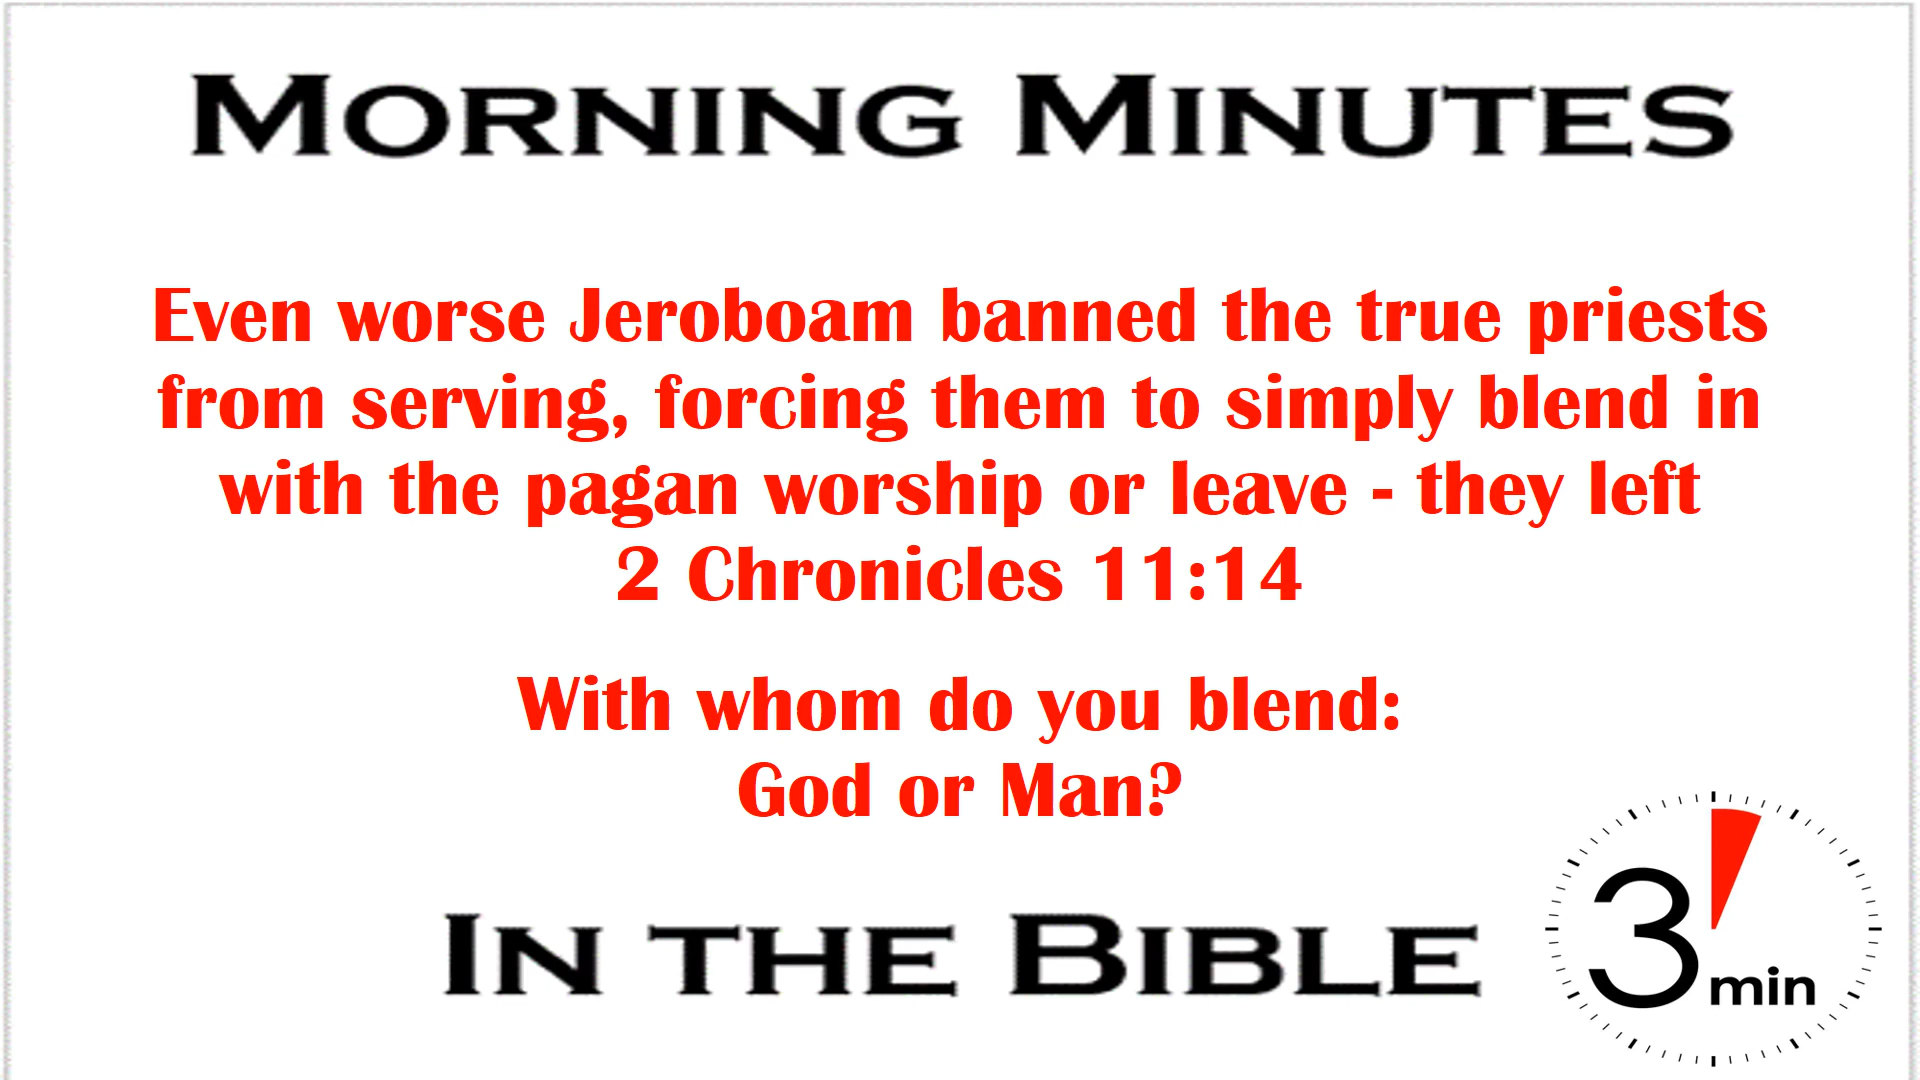 Morning Minutes
Even worse Jeroboam banned the true priests
from serving, forcing them to simply blend in
with the pagan worship or leave - they left
2 Chronicles 11:14
With whom do you blend:
God or Man?
In the Bible
3 min